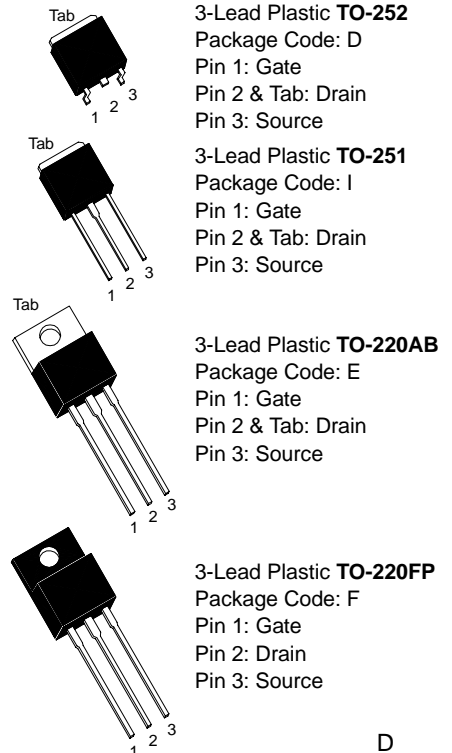 Tab
3-Lead Plastic TO-252
Package Code: D
Pin 1: Gate
Pin 2 & Tab: Drain
Pin 3: Source
1 2 3
Tab
3-Lead Plastic TO-251
Package Code: I
Pin 1: Gate
Pin 2 & Tab: Drain
Pin 3: Source
1 2 3
Tab
3-Lead Plastic TO-220AB
Package Code: E
Pin 1: Gate
Pin 2 & Tab: Drain
Pin 3: Source
1 2 3
3-Lead Plastic TO-220FP
Package Code: F
Pin 1: Gate
Pin 2: Drain
Pin 3: Source
1 2 3
D